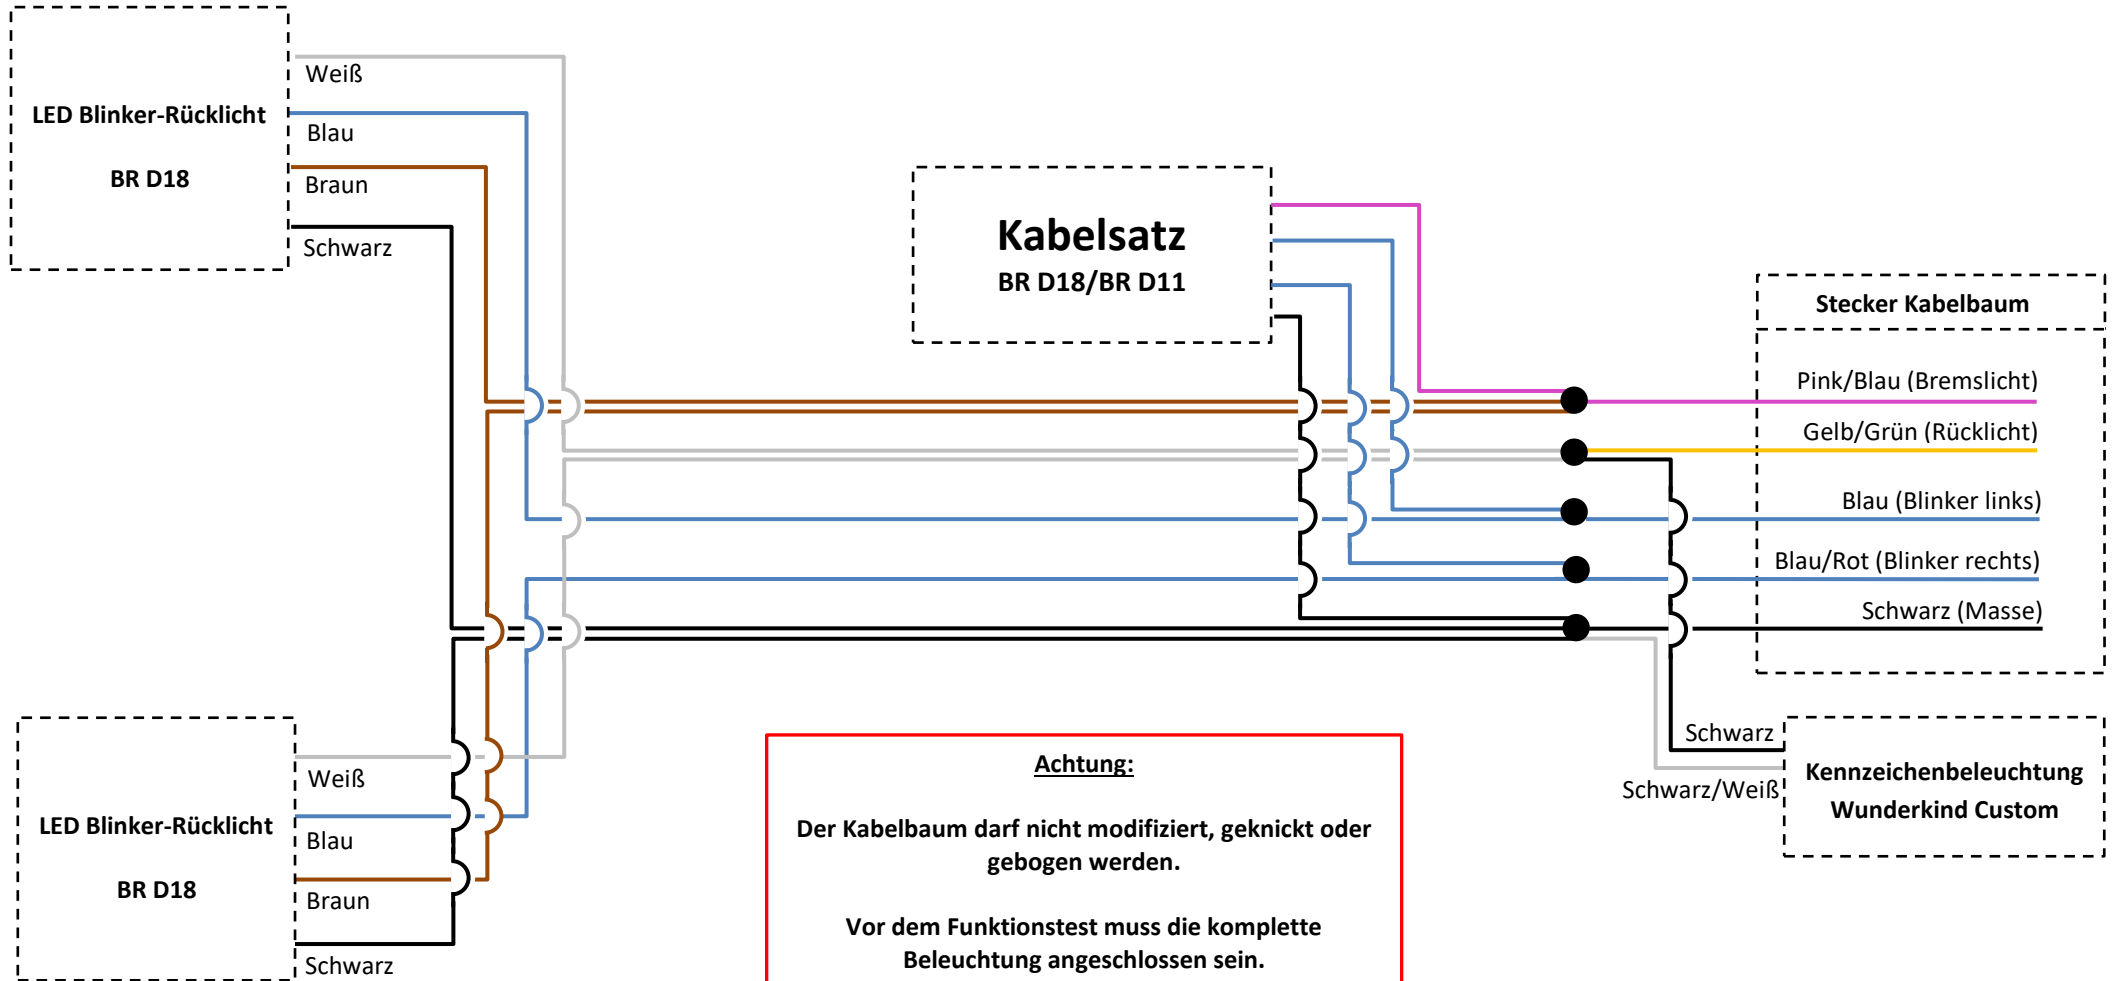 Weiß
LED Blinker-Rücklicht
Blau
BR D18
Braun
Schwarz
Kabelsatz
BR D18/BR D11
Stecker Kabelbaum
Pink/Blau (Bremslicht)
Gelb/Grün (Rücklicht)
Blau (Blinker links)
Blau/Rot (Blinker rechts)
Schwarz (Masse)
Weiß
LED Blinker-Rücklicht
Blau
BR D18
Braun
Schwarz
Achtung:
Der Kabelbaum darf nicht modifiziert, geknickt oder
gebogen werden.
Vor dem Funktionstest muss die komplette
Beleuchtung angeschlossen sein.
Schwarz
Schwarz/Weiß
Kennzeichenbeleuchtung
Wunderkind Custom